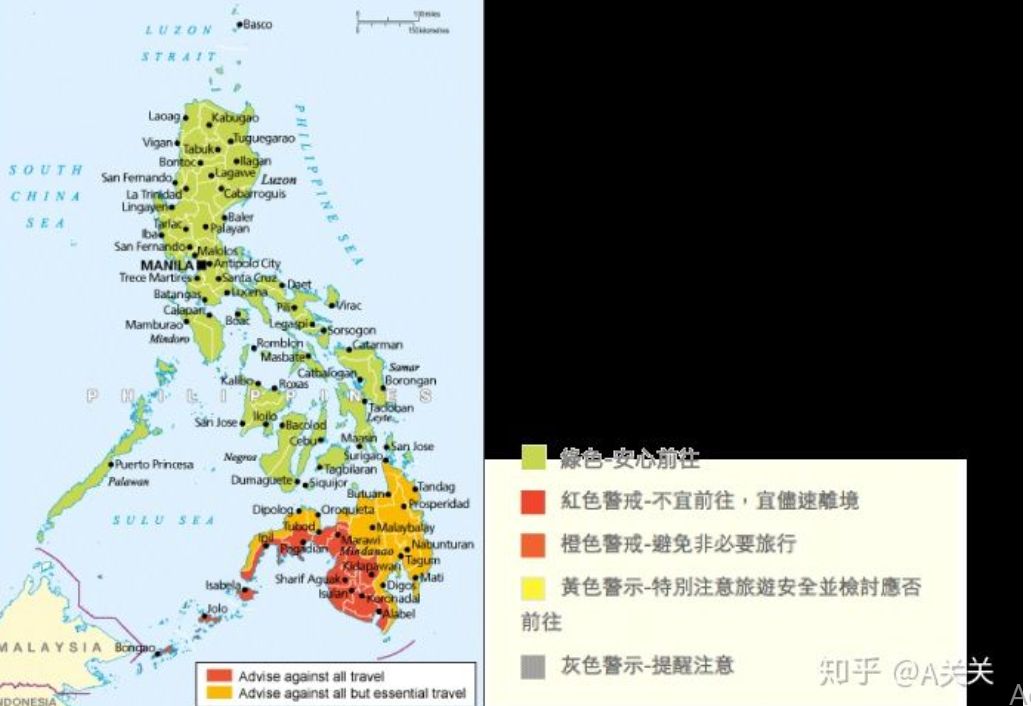 Basco
100 miles
150 kilometres
LUZON
STRAIT
Laoag
Kabugao
PHILIPPINE SEA
Vigan
Tuguegarao
Tabuk
Bontoc
Ilagan
SOUTH
CHINA
SEA
San Fernando
Lagawe
Luzon
La Trinidad
Cabarroguis
Lingayen
Baler
Tarlac
Palayan
Iba
San Fernando
Malolos
MANILA
Antipolo City
Trece Martires
Santa Cruz
Daet
Batangas
Lucena
Calapan
Pili
Virac
Boac
Legaspi
Mamburao
Sorsogon
Mindoro
Romblon
Catarman
Masbate
Samar
Catbalogan
Kalibo
Roxas
Borongan
PHILIPPINES
Tacloban
Leyte
San Jose
Iloilo
Bacolod
Cebu
Maasin
San Jose
Negros
Surigao
Puerto Princesa
Tagbilaran
Palawan
Dumaguete
Siquijor
Tandag
Butuan
Prosperidad
Dipolog
Oroquieta
SULU SEA
Tubod
Malaybalay
Ipil
Pagadian
Marawi
Mindanao
Nabunturan
Tagum
Kidapawan
Mati
Sharif Aguak
Digos
Isabela
Isulan
Koronadal
Jolo
Alabel
MALAYSIA
Bongao
INDONESIA
Advise against all travel
Advise against all but essential travel
綠色-安心前往
紅色警戒-不宜前往，宜儘速離境
橙色警戒-避免非必要旅行
黃色警示-特別注意旅遊安全並檢討應否
前往
灰色警示-提醒注意
知乎 @A关关